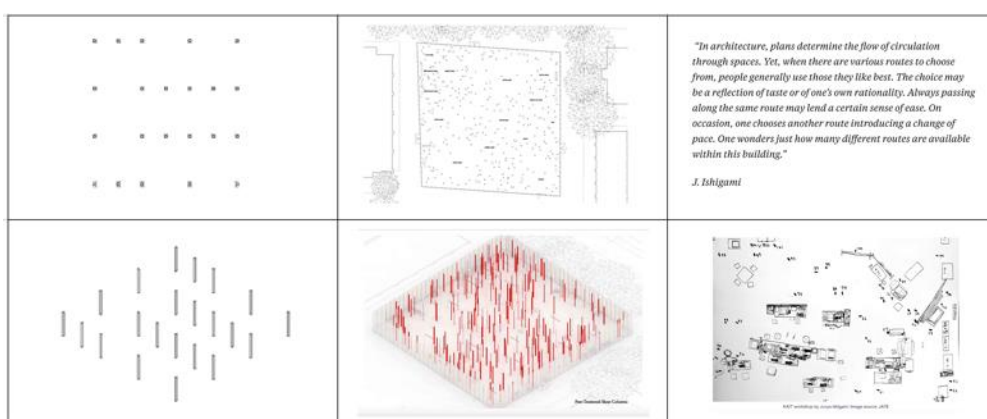 "In architecture, plans determine the flow of circulation
through spaces. Yet, when there are various routes to choose
from, people generally use those they like best. The choice may
be a reflection of taste or of one's own rationality. Always passing
along the same route may lend a certain sense of ease. On
occasion, one chooses another route introducing a change of
pace. One wonders just how many different routes are available
within this building."
J. Ishigami
Columns